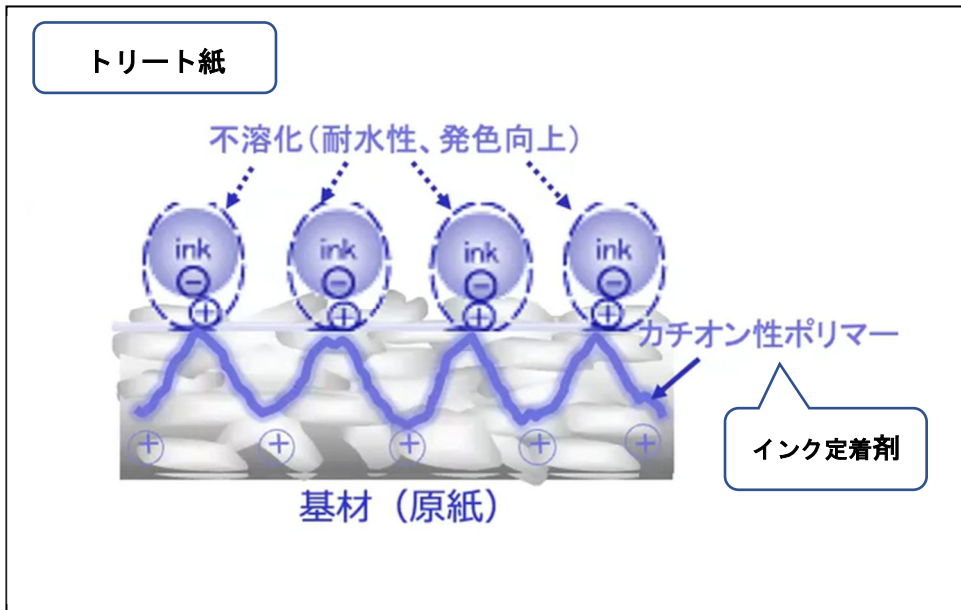 トリート紙
不溶化（耐水性、発色向上）
ink ink ink ink
− − − −
+ + + +
カチオン性ポリマー
+ + + + +
インク定着剤
基材（原紙）